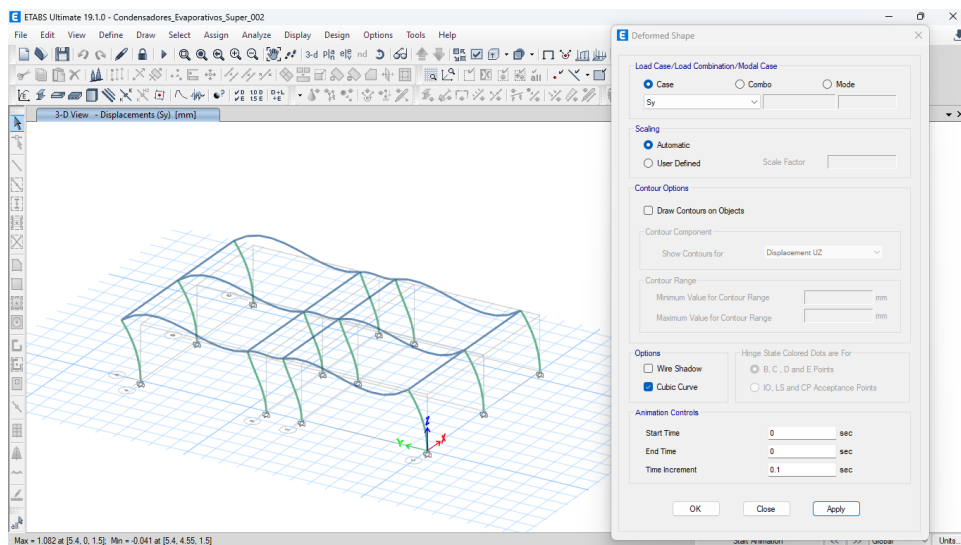 ETABS Ultimate 19.1.0 - Condensadores_Evaporativos_Super_002
File Edit View Define Draw Select Assign Analyze Display Design Options Tools Help
3-d
nd
all
3-D View - Displacements (Sy) [mm]
Z
Y
X
Max = 1.082 at [5.4, 0, 1.5]; Min = -0.041 at [5.4, 4.55, 1.5]
Start Animation << >> Global Units...
Deformed Shape
Load Case/Load Combination/Modal Case
Case Combo Mode
Sy
Scaling
Automatic
User Defined Scale Factor
Contour Options
Draw Contours on Objects
Contour Component
Show Contours for Displacement UZ
Contour Range
Minimum Value for Contour Range mm
Maximum Value for Contour Range mm
Options
Wire Shadow
Cubic Curve
Hinge State Colored Dots are For
B, C , D and E Points
IO, LS and CP Acceptance Points
Animation Controls
Start Time 0 sec
End Time 0 sec
Time Increment 0.1 sec
OK Close Apply